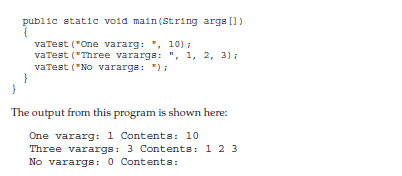 public static void main(String args[])
{
vaTest("One vararg: ", 10);
vaTest("Three varargs: ", 1, 2, 3);
vaTest("No varargs: ");
}
}
The output from this program is shown here:
One vararg: 1 Contents: 10
Three varargs: 3 Contents: 1 2 3
No varargs: 0 Contents: